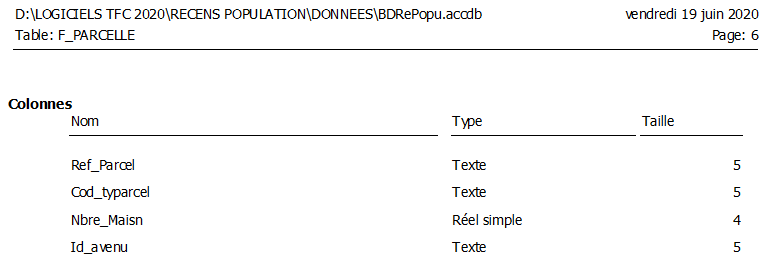 D:\LOGICIELS TFC 2020\RECENS POPULATION\DONNEES\BDRePopu.accdb vendredi 19 juin 2020
Table: F_PARCELLE Page: 6
Colonnes
Nom Type Taille
Ref_Parcel Texte 5
Cod_typarcel Texte 5
Nbre_Maisn Réel simple 4
Id_avenu Texte 5